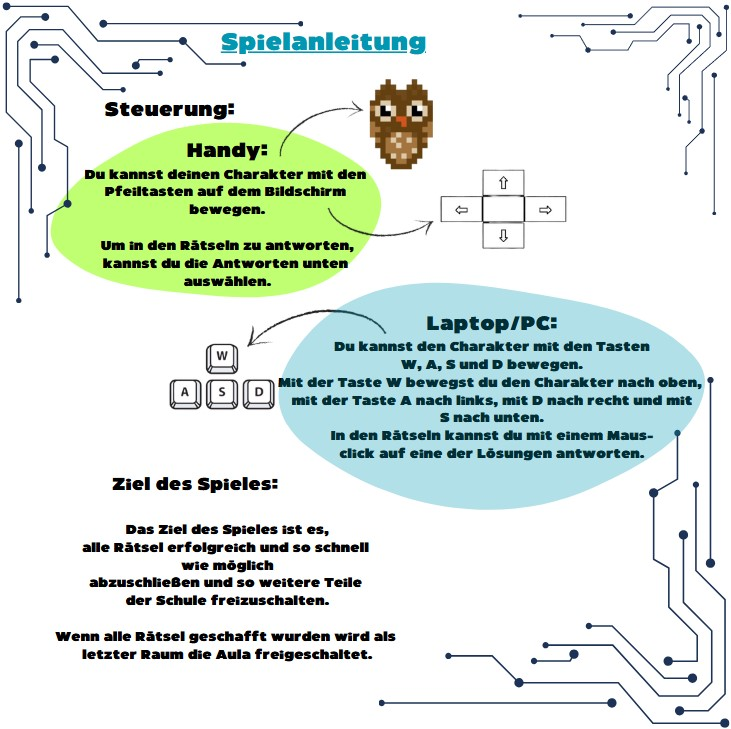 Spielanleitung
Steuerung:
Handy:
Du kannst deinen Charakter mit den
Pfeiltasten auf dem Bildschirm
bewegen.
Um in den Rätseln zu antworten,
kannst du die Antworten unten
auswählen.
Laptop/PC:
Du kannst den Charakter mit den Tasten
W, A, S und D bewegen.
Mit der Taste W bewegst du den Charakter nach oben,
mit der Taste A nach links, mit D nach recht und mit
S nach unten.
In den Rätseln kannst du mit einem Maus-
click auf eine der Lösungen antworten.
W
A S D
Ziel des Spieles:
Das Ziel des Spieles ist es,
alle Rätsel erfolgreich und so schnell
wie möglich
abzuschließen und so weitere Teile
der Schule freizuschalten.
Wenn alle Rätsel geschafft wurden wird als
letzter Raum die Aula freigeschaltet.